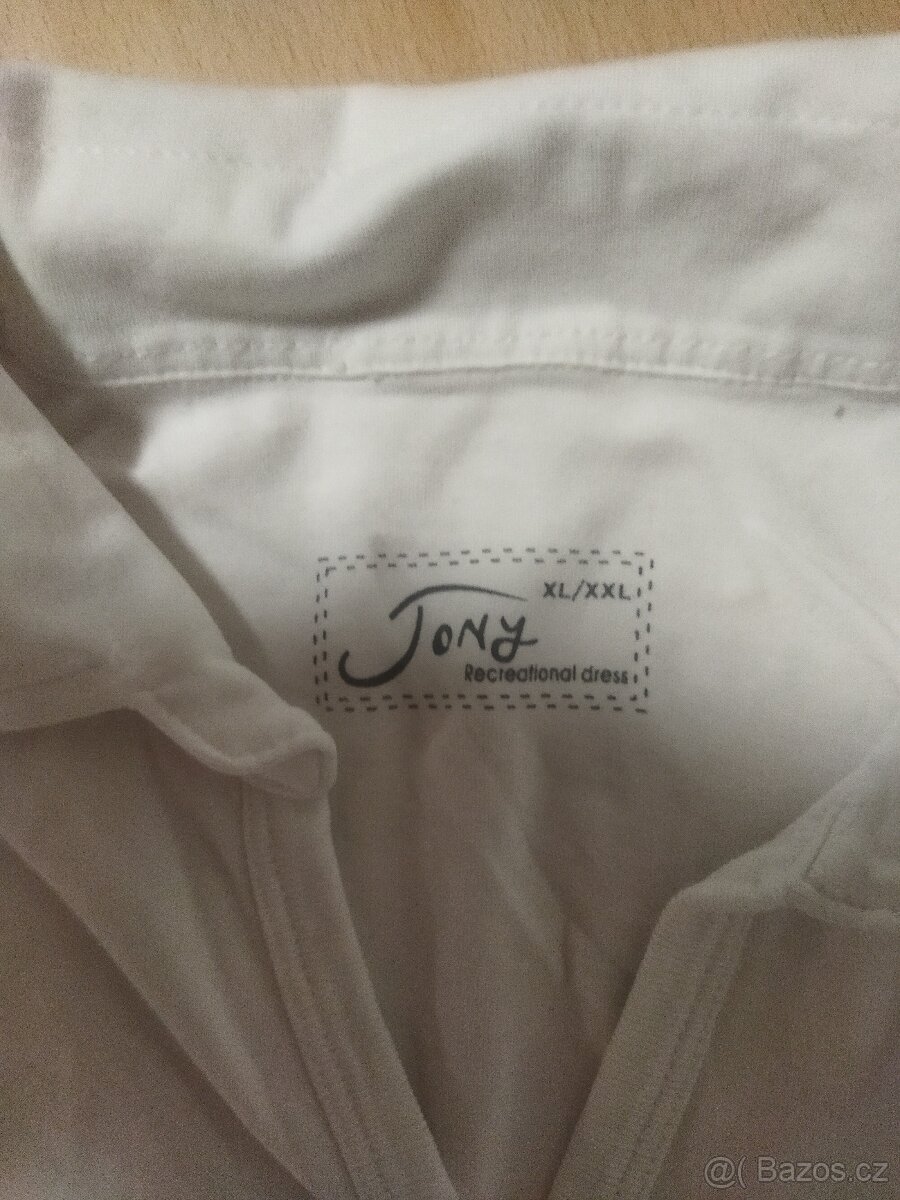 XL/XXL
Jony
Recreational dress
@( Bazos.cz